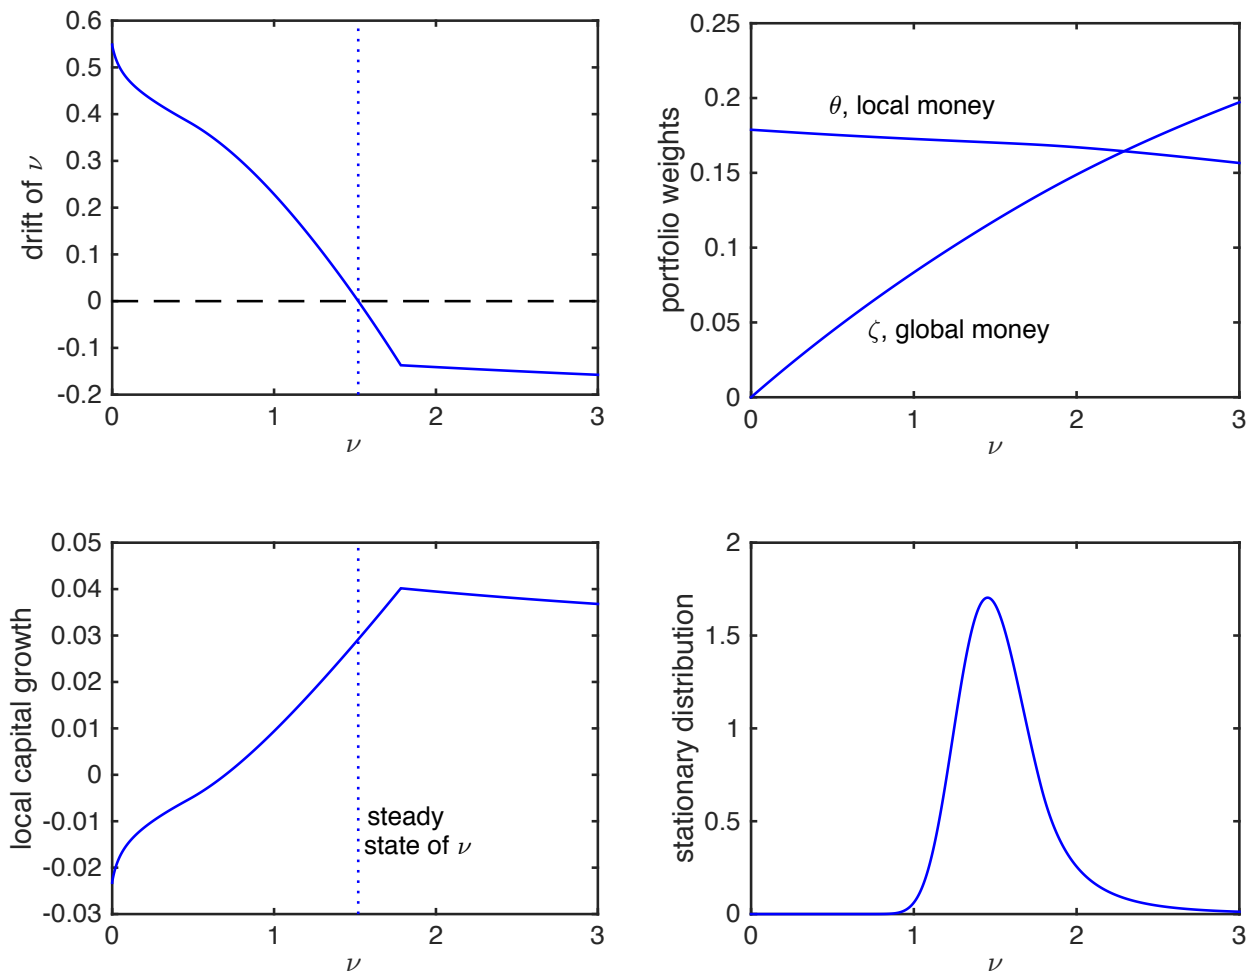 drift of ν
0.6
0.5
0.4
0.3
0.2
0.1
0
-0.1
-0.2
0 1 2 3
ν
portfolio weights
0.25
0.2
0.15
0.1
0.05
0
θ, local money
ζ, global money
0 1 2 3
ν
local capital growth
0.05
0.04
0.03
0.02
0.01
0
-0.01
-0.02
-0.03
steady
state of ν
0 1 2 3
ν
stationary distribution
2
1.5
1
0.5
0
0 1 2 3
ν